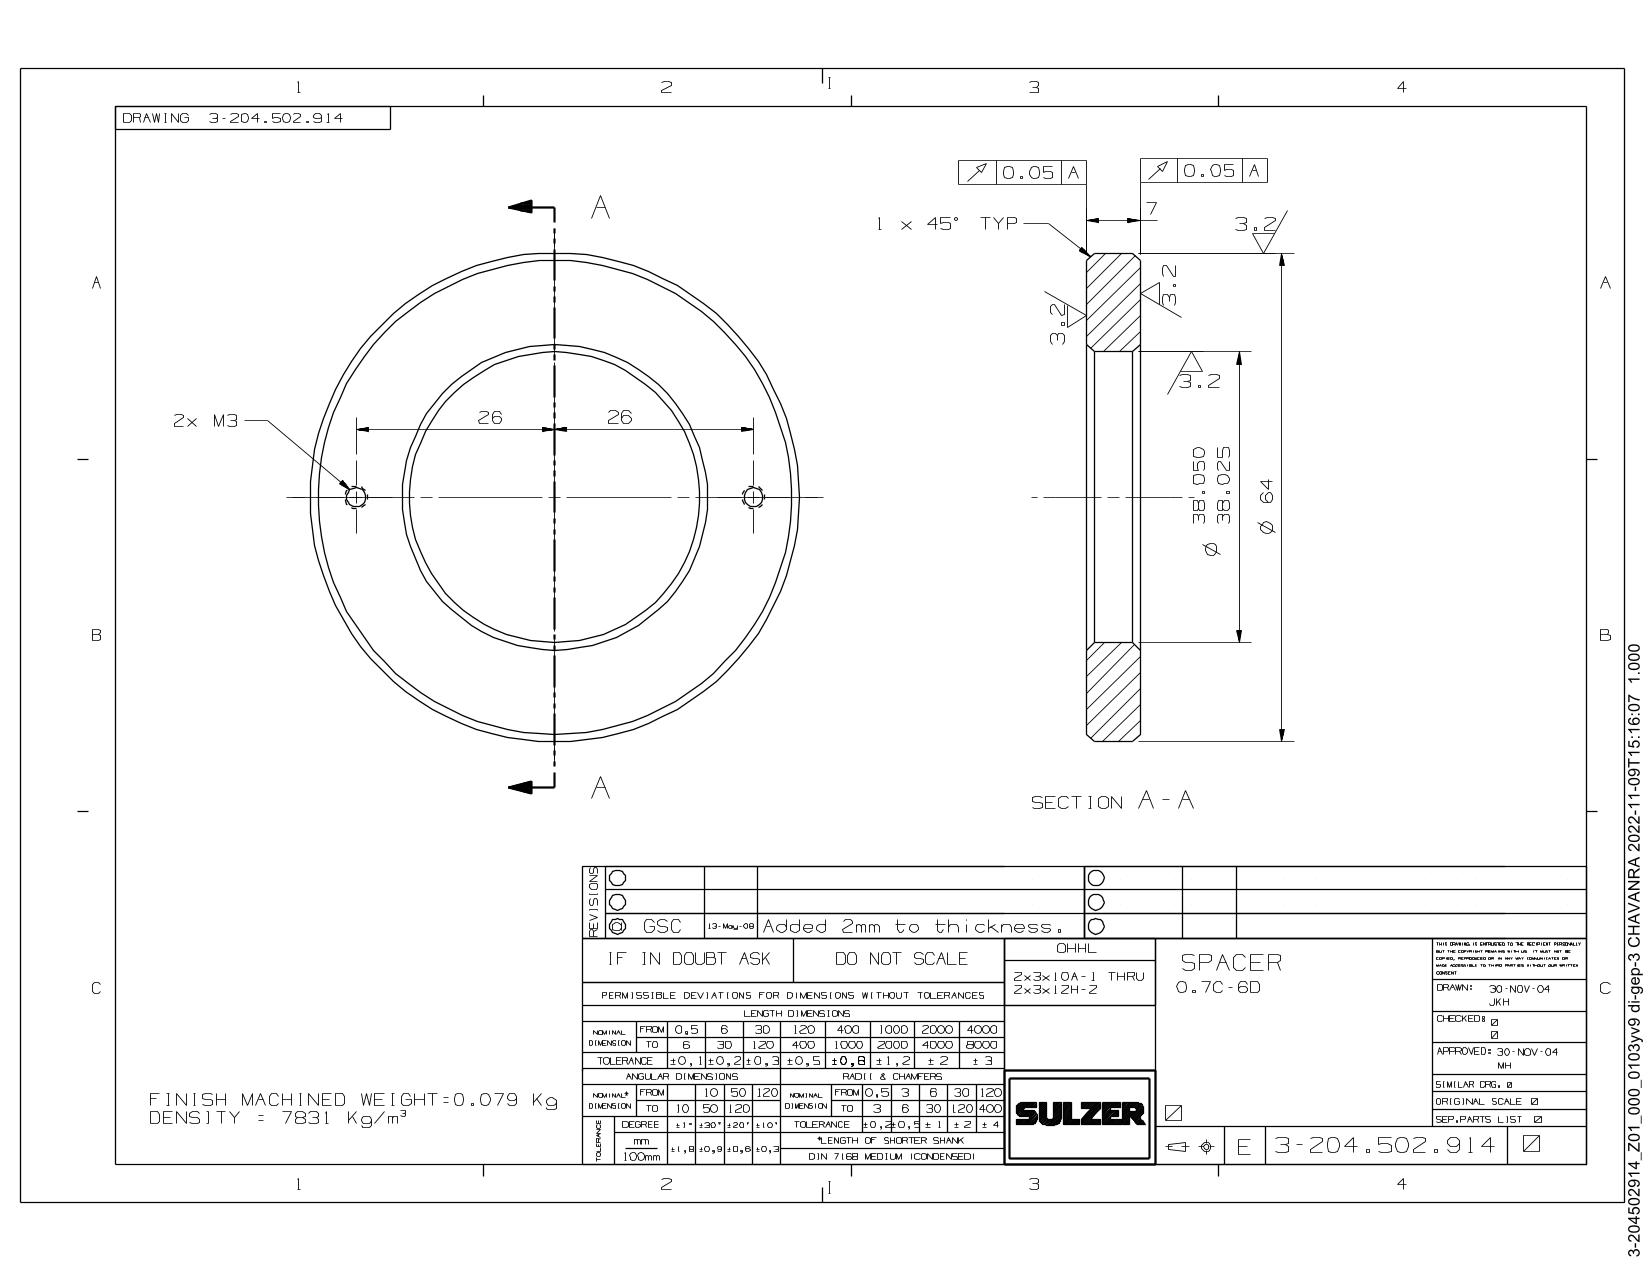 1 2 I 3 4
DRAWING 3-204.502.914
A
A
1 x 45° TYP
0.05 A
0.05 A
7
3.2
3.2
3.2
3.2
2x M3
26 26
Ø 38.050
38.025
Ø 64
A A
B B
C C
SECTION A-A
FINISH MACHINED WEIGHT=0.079 Kg
DENSITY = 7831 Kg/m³
REVISIONS
GSC 13-May-08 Added 2mm to thickness.
IF IN DOUBT ASK DO NOT SCALE
PERMISSIBLE DEVIATIONS FOR DIMENSIONS WITHOUT TOLERANCES
LENGTH DIMENSIONS
NOMINAL DIMENSION FROM 0,5 6 30 120 400 1000 2000 4000
TO 6 30 120 400 1000 2000 4000 8000
TOLERANCE ±0,1 ±0,2 ±0,3 ±0,5 ±0,8 ±1,2 ±2 ±3
ANGULAR DIMENSIONS RADII & CHAMFERS
NOMINAL* DIMENSION FROM 10 50 120 NOMINAL DIMENSION FROM 0,5 3 6 30 120
TO 10 50 120 TO 3 6 30 120 400
TOLERANCE DEGREE ±1° ±30' ±20' ±10' TOLERANCE ±0,2 ±0,5 ±1 ±2 ±4
mm
100mm ±1,8 ±0,9 ±0,6 ±0,3
*LENGTH OF SHORTER SHANK
DIN 7168 MEDIUM (CONDENSED)
OHHL
2x3x10A-1 THRU
2x3x12H-2
SULZER
SPACER
0.7C-6D
THIS DRAWING IS ENTRUSTED TO THE RECIPIENT PERSONALLY
BUT THE COPYRIGHT REMAINS WITH US. IT MUST NOT BE
COPIED, REPRODUCED OR IN ANY WAY COMMUNICATED OR
MADE ACCESSIBLE TO THIRD PARTIES WITHOUT OUR WRITTEN
CONSENT
DRAWN: 30-NOV-04
JKH
CHECKED:
APPROVED: 30-NOV-04
MH
SIMILAR DRG.
ORIGINAL SCALE
SEP.PARTS LIST
E 3-204.502.914
1 2 I 3 4
3-204502914_Z01_000_0103yv9 di-gep-3 CHAVANRA 2022-11-09T15:16:07 1.000